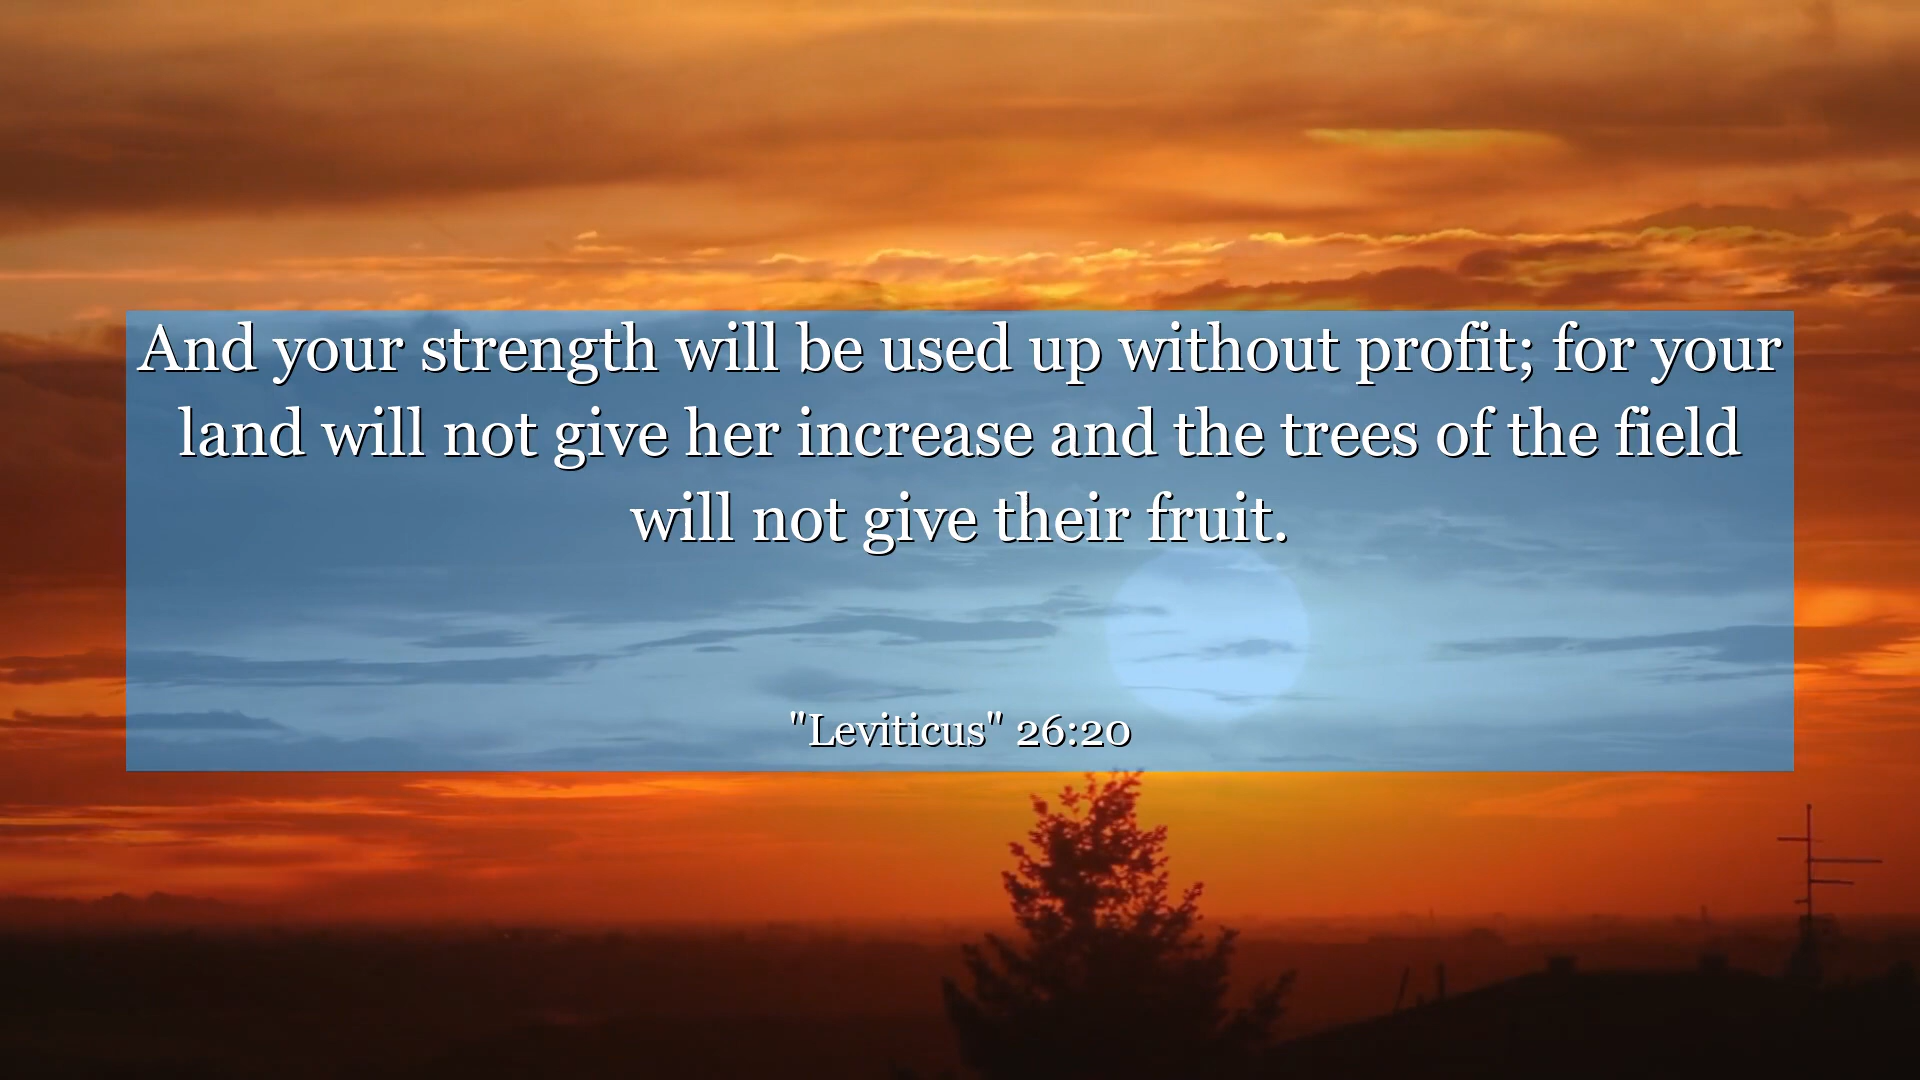 And your strength will be used up without profit; for your
land will not give her increase and the trees of the field
will not give their fruit.
"Leviticus" 26:20